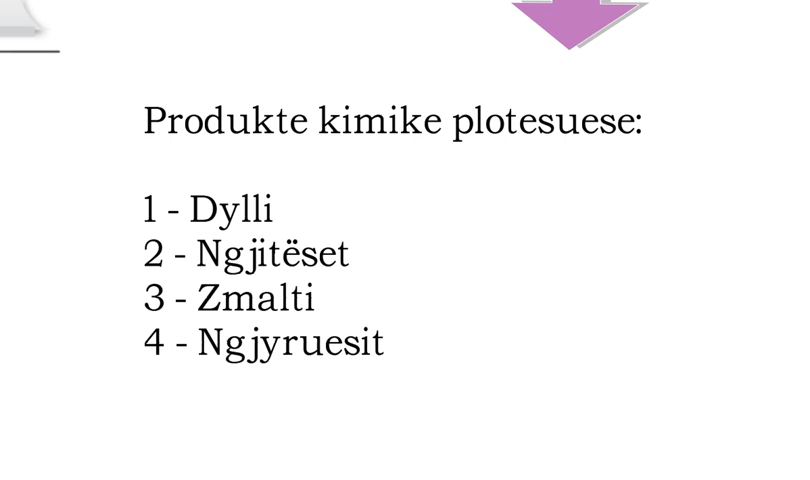 Produkte kimike plotesuese:
1 - Dylli
2 - Ngjitëset
3 - Zmalti
4 - Ngjyruesit